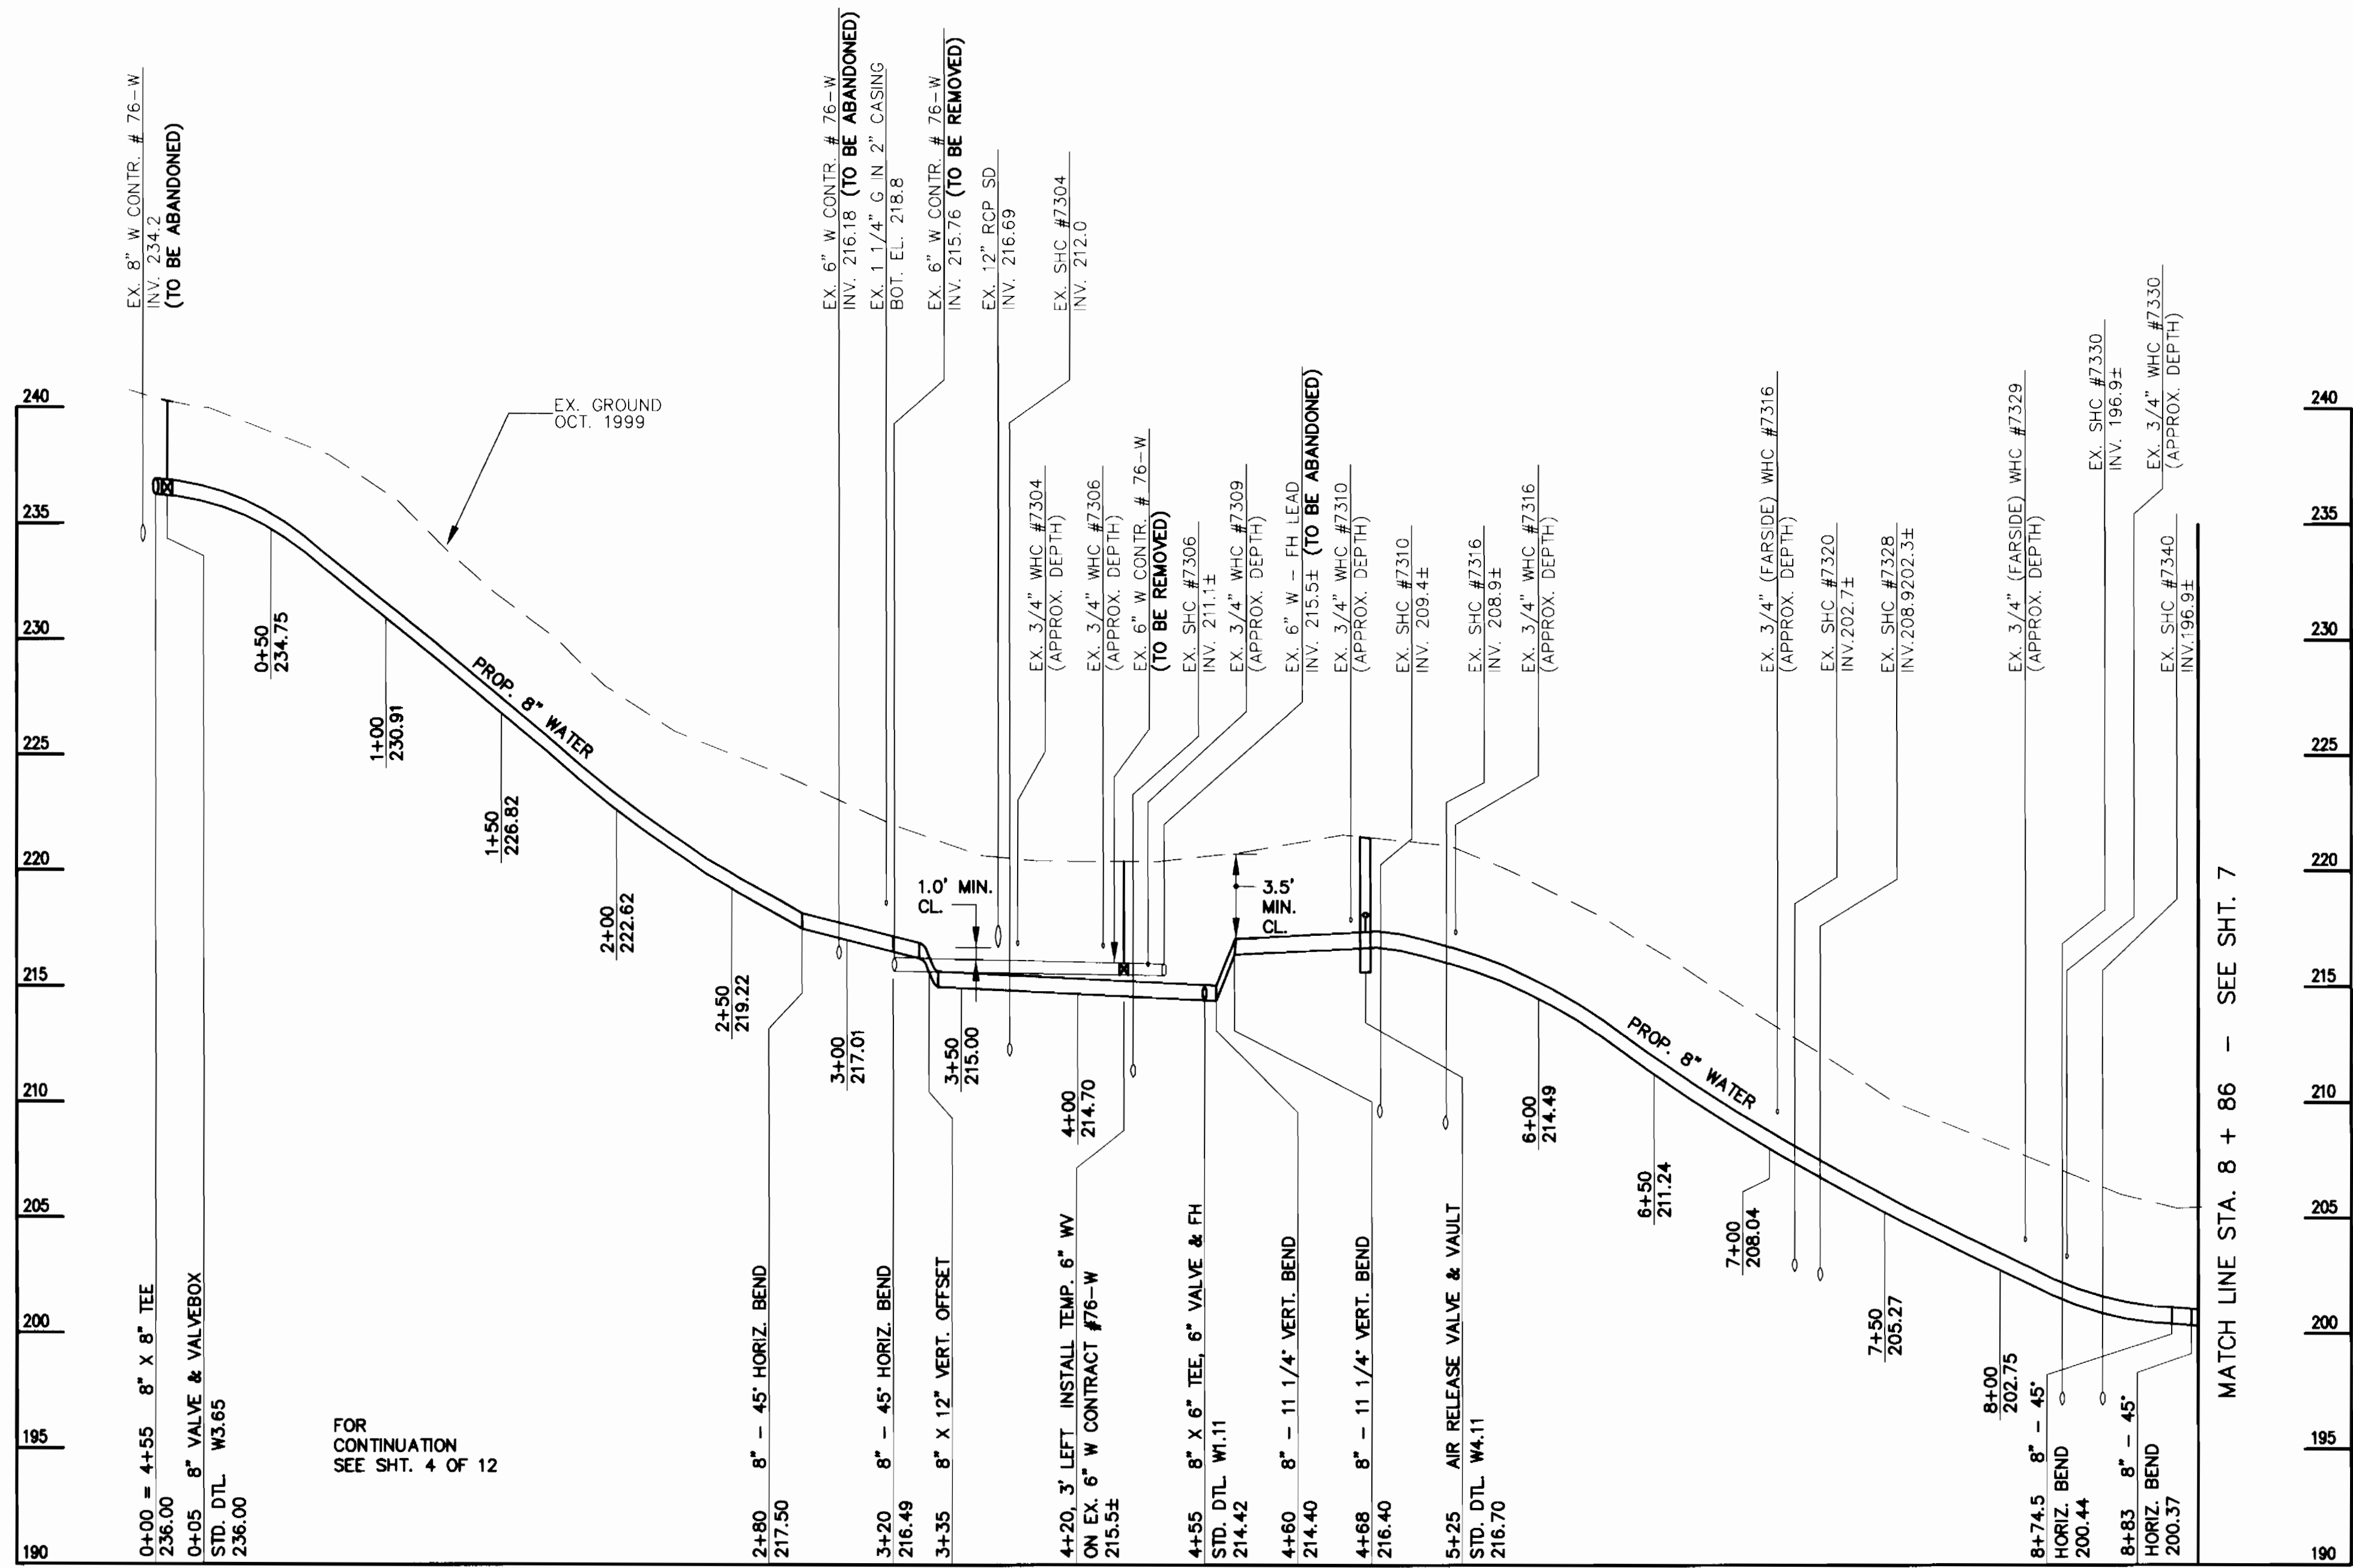 EX. 8" W CONTR. # 76-W
INV. 234.2
(TO BE ABANDONED)
EX. 6" W CONTR. # 76-W
INV. 216.18 (TO BE ABANDONED)
EX. 1 1/4" G IN 2" CASING
BOT. EL. 218.8
EX. 6" W CONTR. # 76-W
INV. 215.76 (TO BE REMOVED)
EX. 12" RCP SD
INV. 216.69
EX. SHC #7304
INV. 212.0
EX. GROUND
OCT. 1999
EX. 3/4" WHC #7304
(APPROX. DEPTH)
EX. 3/4" WHC #7306
(APPROX. DEPTH)
EX. 6" W CONTR. # 76-W
(TO BE REMOVED)
EX. SHC #7306
INV. 211.1±
EX. 3/4" WHC #7309
(APPROX. DEPTH)
EX. 6" W - FH LEAD
INV. 215.5± (TO BE ABANDONED)
EX. 3/4" WHC #7310
(APPROX. DEPTH)
EX. SHC #7310
INV. 209.4±
EX. SHC #7316
INV. 208.9±
EX. 3/4" WHC #7316
(APPROX. DEPTH)
EX. 3/4" (FARSIDE) WHC #7316
(APPROX. DEPTH)
EX. SHC #7320
INV.202.7±
EX. SHC #7328
INV.208.9202.3±
EX. 3/4" (FARSIDE) WHC #7329
(APPROX. DEPTH)
EX. SHC #7330
INV. 196.9±
EX. 3/4" WHC #7330
(APPROX. DEPTH)
EX. SHC #7340
INV.196.9±
240
235
230
225
220
215
210
205
200
195
190
240
235
230
225
220
215
210
205
200
195
190
PROP. 8" WATER
PROP. 8" WATER
1.0' MIN.
CL.
3.5'
MIN.
CL.
0+50
234.75
1+00
230.91
1+50
226.82
2+00
222.62
2+50
219.22
3+00
217.01
3+50
215.00
4+00
214.70
6+00
214.49
6+50
211.24
7+00
208.04
7+50
205.27
8+00
202.75
0+00 = 4+55 8" X 8" TEE
236.00
0+05 8" VALVE & VALVEBOX
STD. DTL. W3.65
236.00
FOR
CONTINUATION
SEE SHT. 4 OF 12
2+80 8" - 45° HORIZ. BEND
217.50
3+20 8" - 45° HORIZ. BEND
216.49
3+35 8" X 12" VERT. OFFSET
4+20, 3' LEFT INSTALL TEMP. 6" WV
ON EX. 6" W CONTRACT #76-W
215.5±
4+55 8" X 6" TEE, 6" VALVE & FH
STD. DTL. W1.11
214.42
4+60 8" - 11 1/4° VERT. BEND
214.40
4+68 8" - 11 1/4° VERT. BEND
216.40
5+25 AIR RELEASE VALVE & VAULT
STD. DTL. W4.11
216.70
8+74.5 8" - 45°
HORIZ. BEND
200.44
8+83 8" - 45°
HORIZ. BEND
200.37
MATCH LINE STA. 8 + 86 - SEE SHT. 7